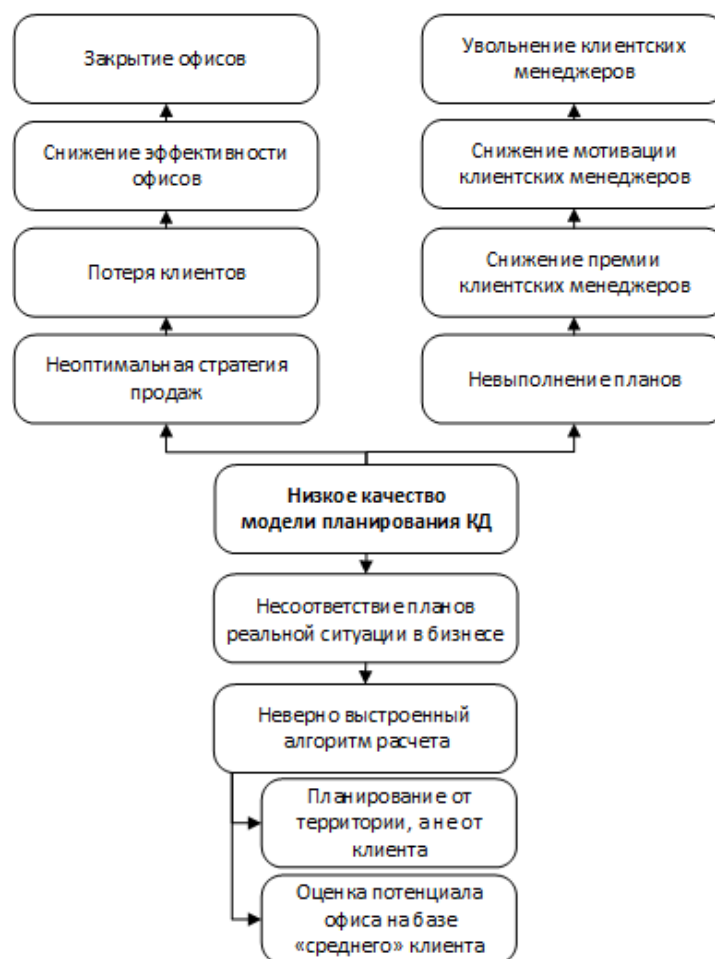 Закрытие офисов
Увольнение клиентских
менеджеров
Снижение эффективности
офисов
Снижение мотивации
клиентских менеджеров
Потеря клиентов
Снижение премии
клиентских менеджеров
Неоптимальная стратегия
продаж
Невыполнение планов
Низкое качество
модели планирования КД
Несоответствие планов
реальной ситуации в бизнесе
Неверно выстроенный
алгоритм расчета
Планирование от
территории, а не от
клиента
Оценка потенциала
офиса на базе
«среднего» клиента